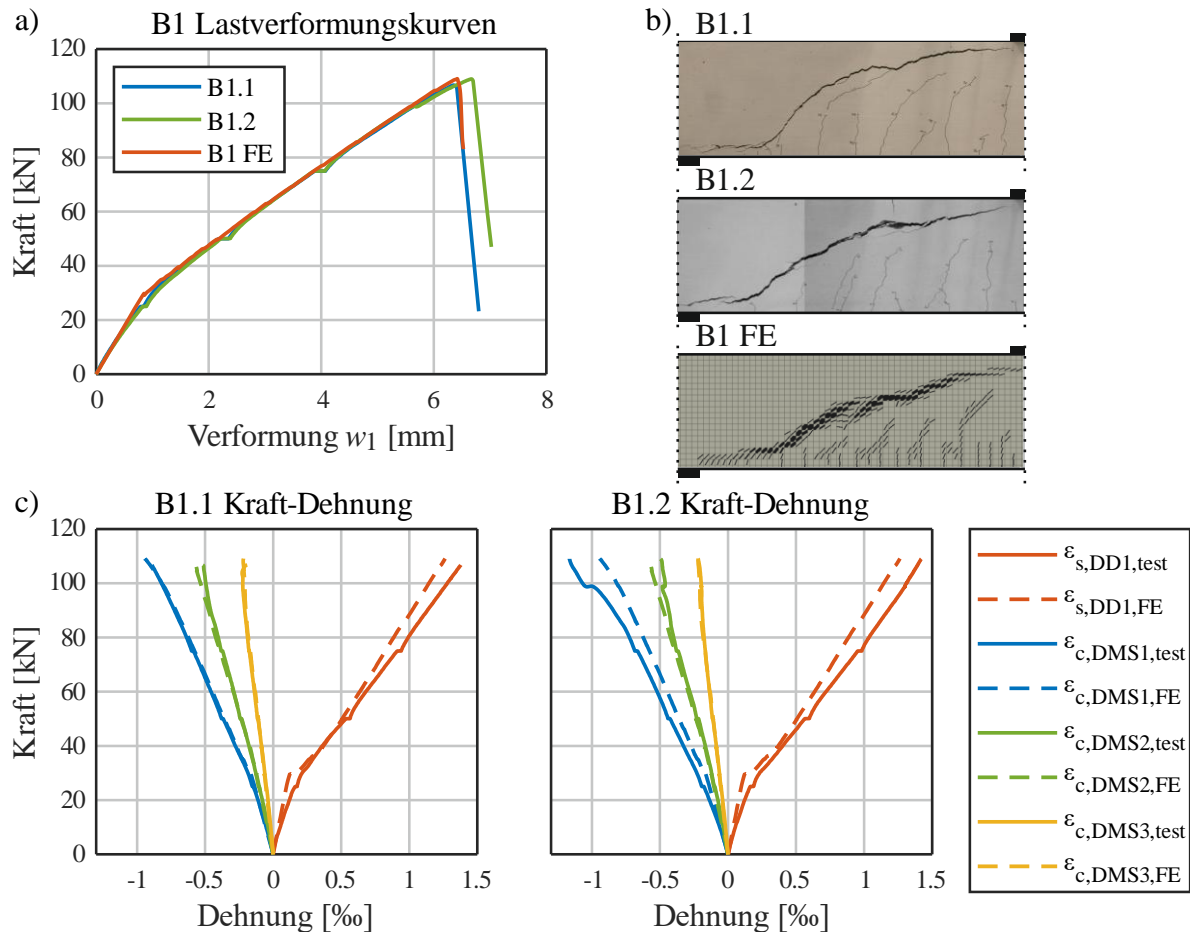 a)
B1 Lastverformungskurven
120
100
80
60
40
20
0
Kraft [kN]
B1.1
B1.2
B1 FE
0 2 4 6 8
Verformung w1 [mm]
b)
B1.1
B1.2
B1 FE
c)
B1.1 Kraft-Dehnung
120
100
80
60
40
20
0
Kraft [kN]
-1 -0.5 0 0.5 1 1.5
Dehnung [‰]
B1.2 Kraft-Dehnung
-1 -0.5 0 0.5 1 1.5
Dehnung [‰]
εs,DD1,test
εs,DD1,FE
εc,DMS1,test
εc,DMS1,FE
εc,DMS2,test
εc,DMS2,FE
εc,DMS3,test
εc,DMS3,FE